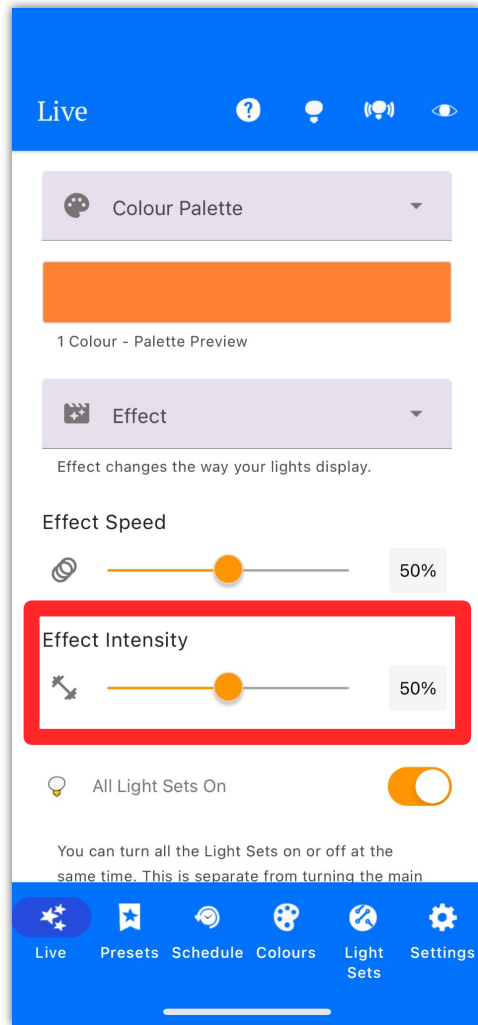 Live
?
Colour Palette
1 Colour - Palette Preview
Effect
Effect changes the way your lights display.
Effect Speed
50%
Effect Intensity
50%
All Light Sets On
You can turn all the Light Sets on or off at the
same time. This is separate from turning the main
Live Presets Schedule Colours Light Sets Settings